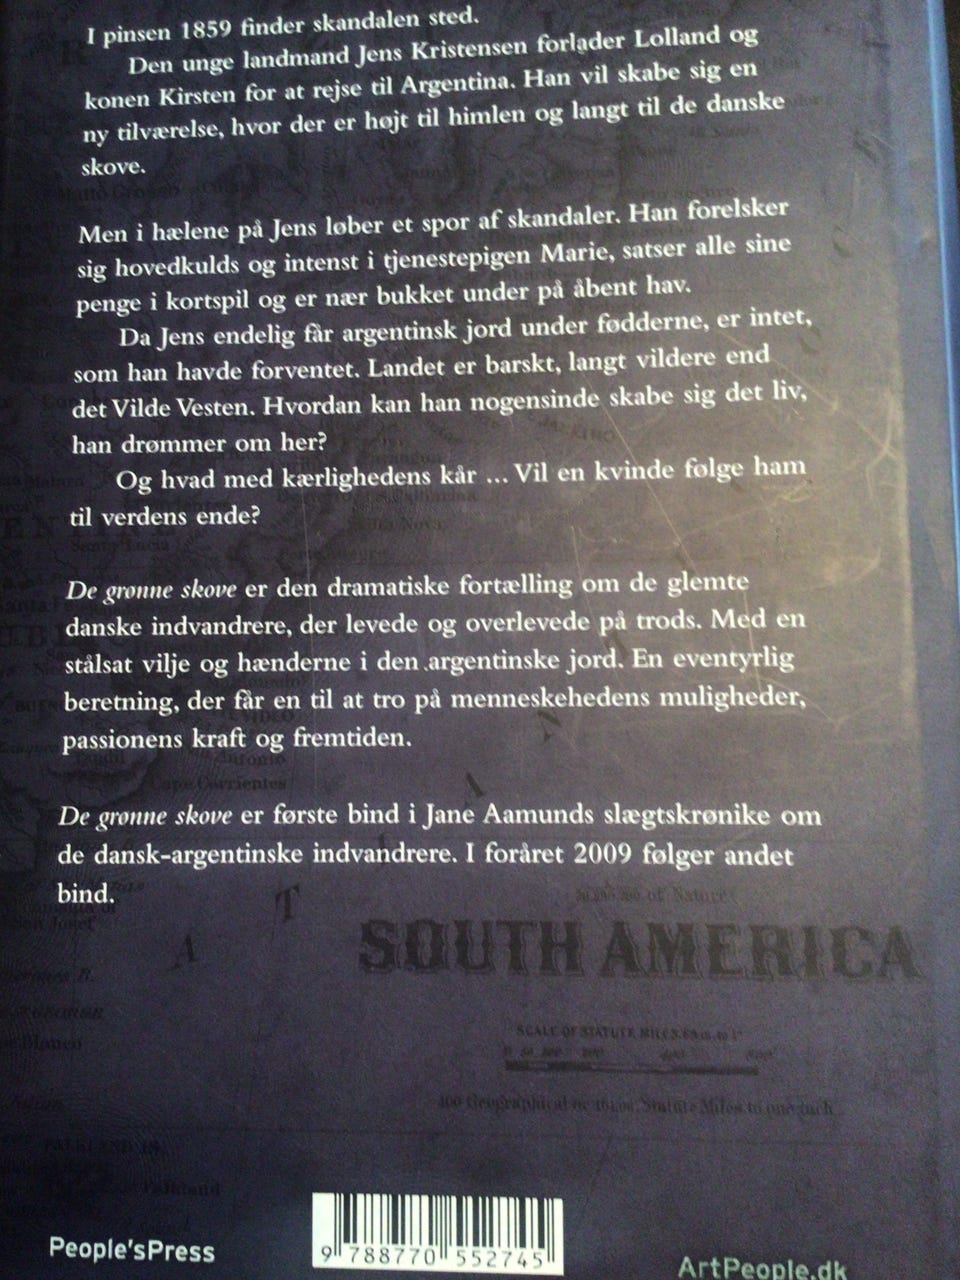 I pinsen 1859 finder skandalen sted.
Den unge landmand Jens Kristensen forlader Lolland og
konen Kirsten for at rejse til Argentina. Han vil skabe sig en
ny tilværelse, hvor der er højt til himlen og langt til de danske
skove.
Men i hælene på Jens løber et spor af skandaler. Han forelsker
sig hovedkulds og intenst i tjenestepigen Marie, satser alle sine
penge i kortspil og er nær bukket under på åbent hav.
Da Jens endelig får argentinsk jord under fødderne, er intet,
som han havde forventet. Landet er barskt, langt vildere end
det Vilde Vesten. Hvordan kan han nogensinde skabe sig det liv,
han drømmer om her?
Og hvad med kærlighedens kår ... Vil en kvinde følge ham
til verdens ende?
De grønne skove er den dramatiske fortælling om de glemte
danske indvandrere, der levede og overlevede på trods. Med en
stålsat vilje og hænderne i den argentinske jord. En eventyrlig
beretning, der får en til at tro på menneskehedens muligheder,
passionens kraft og fremtiden.
Cape Corrientes
De grønne skove er første bind i Jane Aamunds slægtskrønike om
de dansk-argentinske indvandrere. I foråret 2009 følger andet
bind.
SOUTH AMERICA
SCALE OF STATUTE MILES
People'sPress
9 788770 552745
ArtPeople.dk